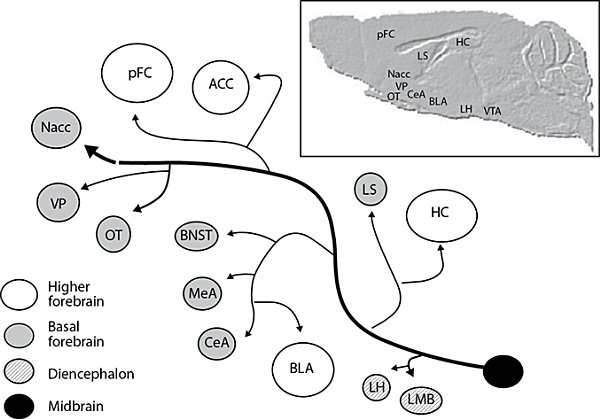 pFC
ACC
Nacc
VP
OT
BNST
MeA
CeA
BLA
LS
HC
LH
LMB
pFC
HC
LS
Nacc
VP
OT
CeA
BLA
LH
VTA
Higher
forebrain
Basal
forebrain
Diencephalon
Midbrain